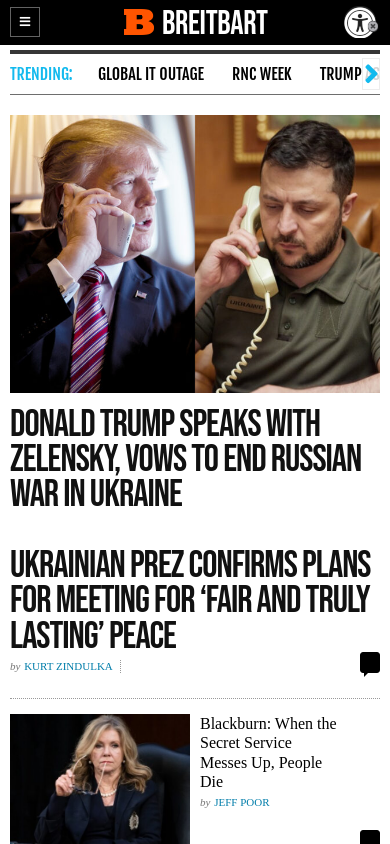 BREITBART
TRENDING:
GLOBAL IT OUTAGE
RNC WEEK
TRUMP
DONALD TRUMP SPEAKS WITH
ZELENSKY, VOWS TO END RUSSIAN
WAR IN UKRAINE
UKRAINIAN PREZ CONFIRMS PLANS
FOR MEETING FOR ‘FAIR AND TRULY
LASTING’ PEACE
by KURT ZINDULKA
Blackburn: When the
Secret Service
Messes Up, People
Die
by JEFF POOR